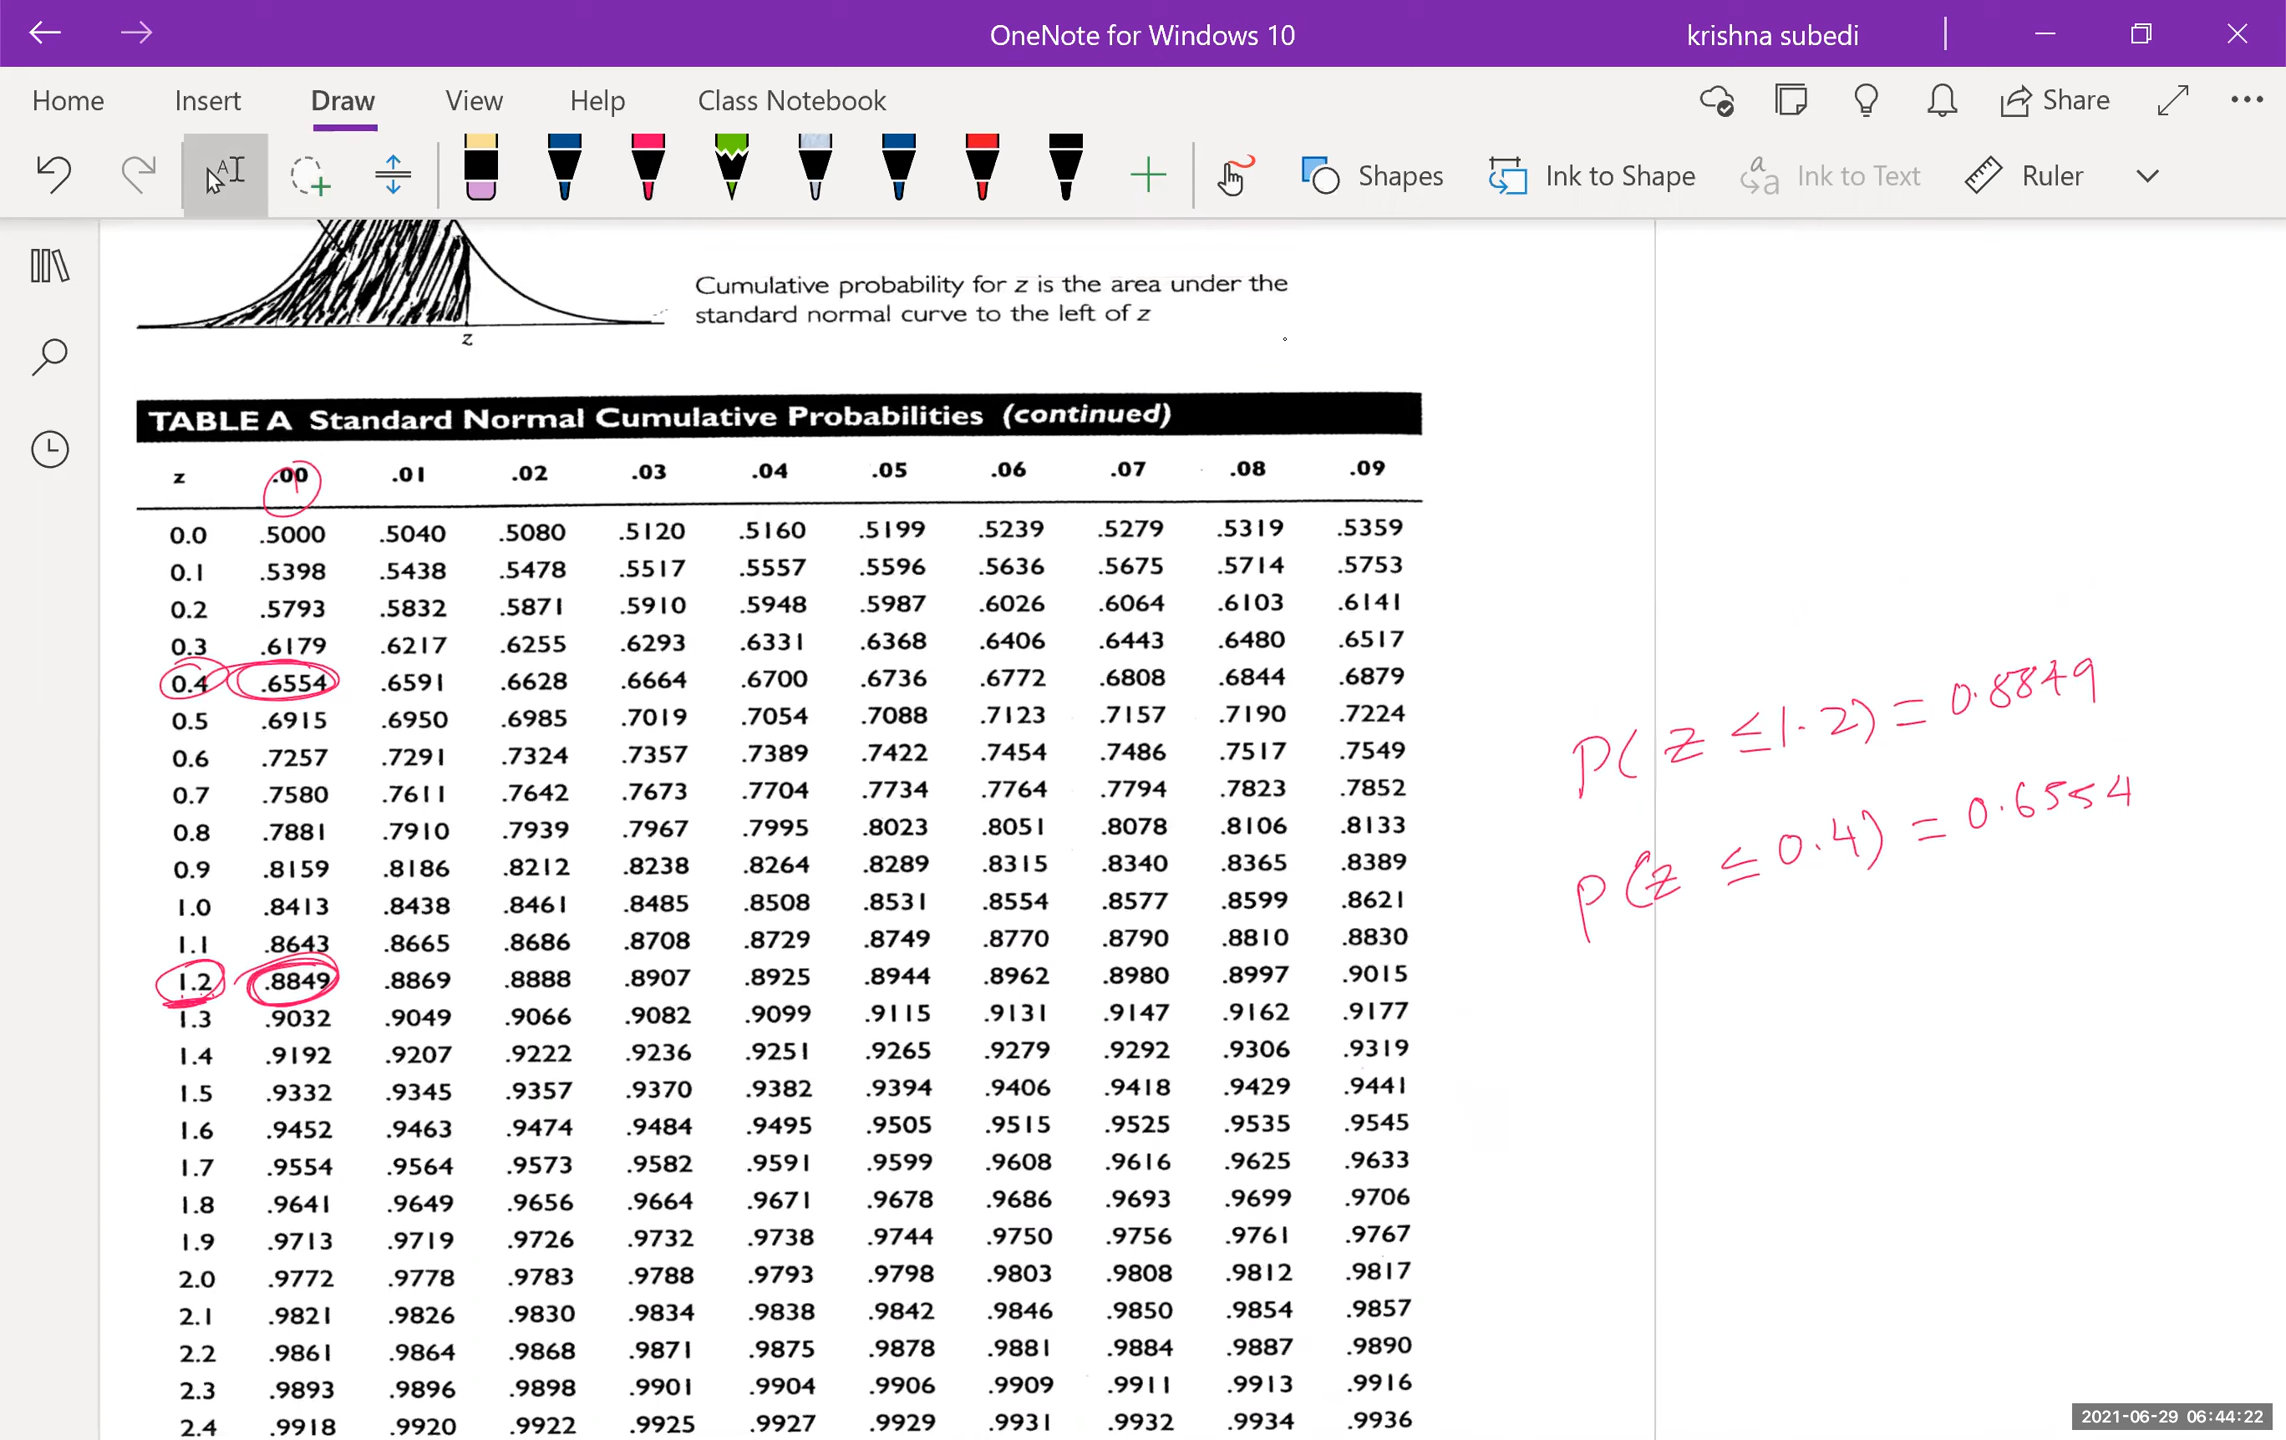 OneNote for Windows 10
krishna subedi
Home Insert Draw View Help Class Notebook Share
Shapes Ink to Shape Ink to Text Ruler
Cumulative probability for z is the area under the
standard normal curve to the left of z
z
TABLE A Standard Normal Cumulative Probabilities (continued)
z .00 .01 .02 .03 .04 .05 .06 .07 .08 .09
0.0 .5000 .5040 .5080 .5120 .5160 .5199 .5239 .5279 .5319 .5359
0.1 .5398 .5438 .5478 .5517 .5557 .5596 .5636 .5675 .5714 .5753
0.2 .5793 .5832 .5871 .5910 .5948 .5987 .6026 .6064 .6103 .6141
0.3 .6179 .6217 .6255 .6293 .6331 .6368 .6406 .6443 .6480 .6517
0.4 .6554 .6591 .6628 .6664 .6700 .6736 .6772 .6808 .6844 .6879
0.5 .6915 .6950 .6985 .7019 .7054 .7088 .7123 .7157 .7190 .7224
0.6 .7257 .7291 .7324 .7357 .7389 .7422 .7454 .7486 .7517 .7549
0.7 .7580 .7611 .7642 .7673 .7704 .7734 .7764 .7794 .7823 .7852
0.8 .7881 .7910 .7939 .7967 .7995 .8023 .8051 .8078 .8106 .8133
0.9 .8159 .8186 .8212 .8238 .8264 .8289 .8315 .8340 .8365 .8389
1.0 .8413 .8438 .8461 .8485 .8508 .8531 .8554 .8577 .8599 .8621
1.1 .8643 .8665 .8686 .8708 .8729 .8749 .8770 .8790 .8810 .8830
1.2 .8849 .8869 .8888 .8907 .8925 .8944 .8962 .8980 .8997 .9015
1.3 .9032 .9049 .9066 .9082 .9099 .9115 .9131 .9147 .9162 .9177
1.4 .9192 .9207 .9222 .9236 .9251 .9265 .9279 .9292 .9306 .9319
1.5 .9332 .9345 .9357 .9370 .9382 .9394 .9406 .9418 .9429 .9441
1.6 .9452 .9463 .9474 .9484 .9495 .9505 .9515 .9525 .9535 .9545
1.7 .9554 .9564 .9573 .9582 .9591 .9599 .9608 .9616 .9625 .9633
1.8 .9641 .9649 .9656 .9664 .9671 .9678 .9686 .9693 .9699 .9706
1.9 .9713 .9719 .9726 .9732 .9738 .9744 .9750 .9756 .9761 .9767
2.0 .9772 .9778 .9783 .9788 .9793 .9798 .9803 .9808 .9812 .9817
2.1 .9821 .9826 .9830 .9834 .9838 .9842 .9846 .9850 .9854 .9857
2.2 .9861 .9864 .9868 .9871 .9875 .9878 .9881 .9884 .9887 .9890
2.3 .9893 .9896 .9898 .9901 .9904 .9906 .9909 .9911 .9913 .9916
2.4 .9918 .9920 .9922 .9925 .9927 .9929 .9931 .9932 .9934 .9936
P( z ≤ 1.2) = 0.8849
P(z ≤ 0.4) = 0.6554
2021-06-29 06:44:22